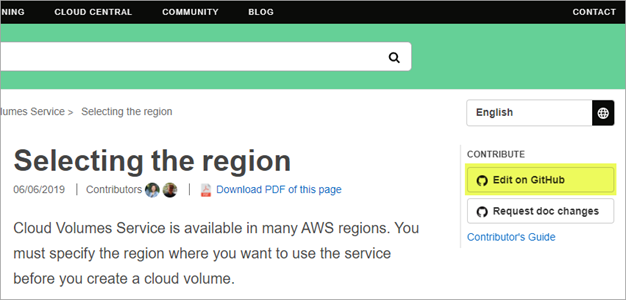 NING CLOUD CENTRAL COMMUNITY BLOG CONTACT
lumes Service > Selecting the region
English
Selecting the region
CONTRIBUTE
06/06/2019 | Contributors | Download PDF of this page
Edit on GitHub
Request doc changes
Contributor's Guide
Cloud Volumes Service is available in many AWS regions. You
must specify the region where you want to use the service
before you create a cloud volume.